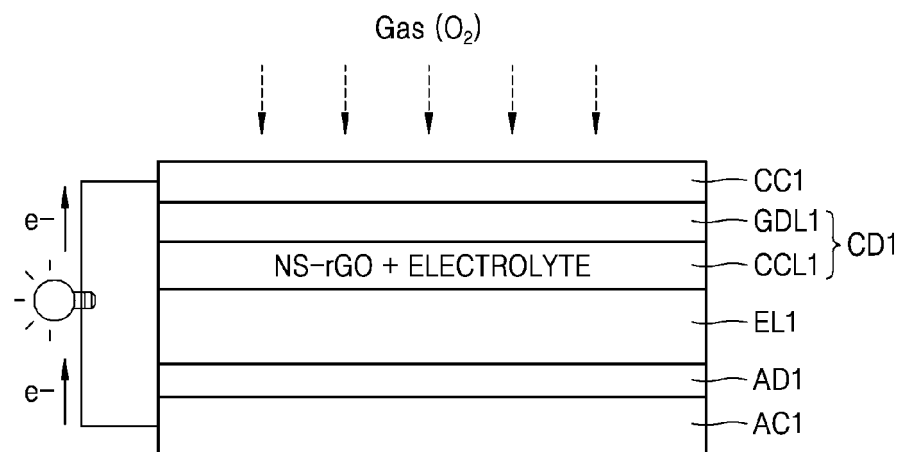 Gas (O₂)
CC1
e−
GDL1
CD1
NS-rGO + ELECTROLYTE
CCL1
EL1
e−
AD1
AC1